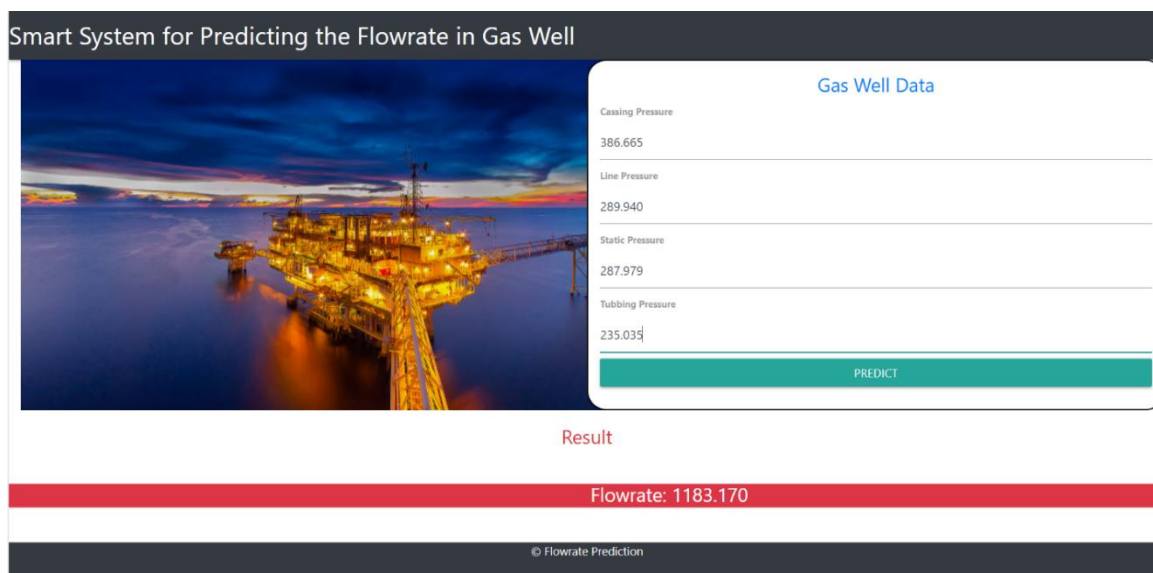 Smart System for Predicting the Flowrate in Gas Well
Gas Well Data
Cassing Pressure
386.665
Line Pressure
289.940
Static Pressure
287.979
Tubbing Pressure
235.035
PREDICT
Result
Flowrate: 1183.170
© Flowrate Prediction